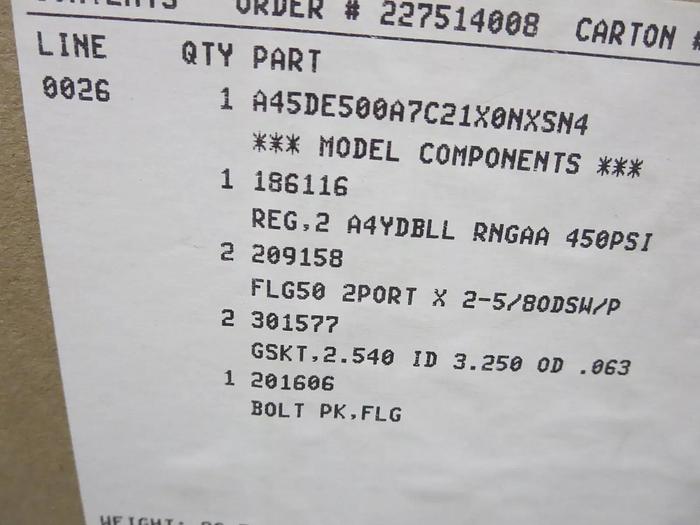 ORDER # 227514008 CARTON #
LINE QTY PART
0026 1 A45DE500A7C21X0NXSN4
*** MODEL COMPONENTS ***
1 186116
REG,2 A4YDBLL RNGAA 450PSI
2 209158
FLG50 2PORT X 2-5/8ODSW/P
2 301577
GSKT,2.540 ID 3.250 OD .063
1 201606
BOLT PK,FLG
WEIGHT: